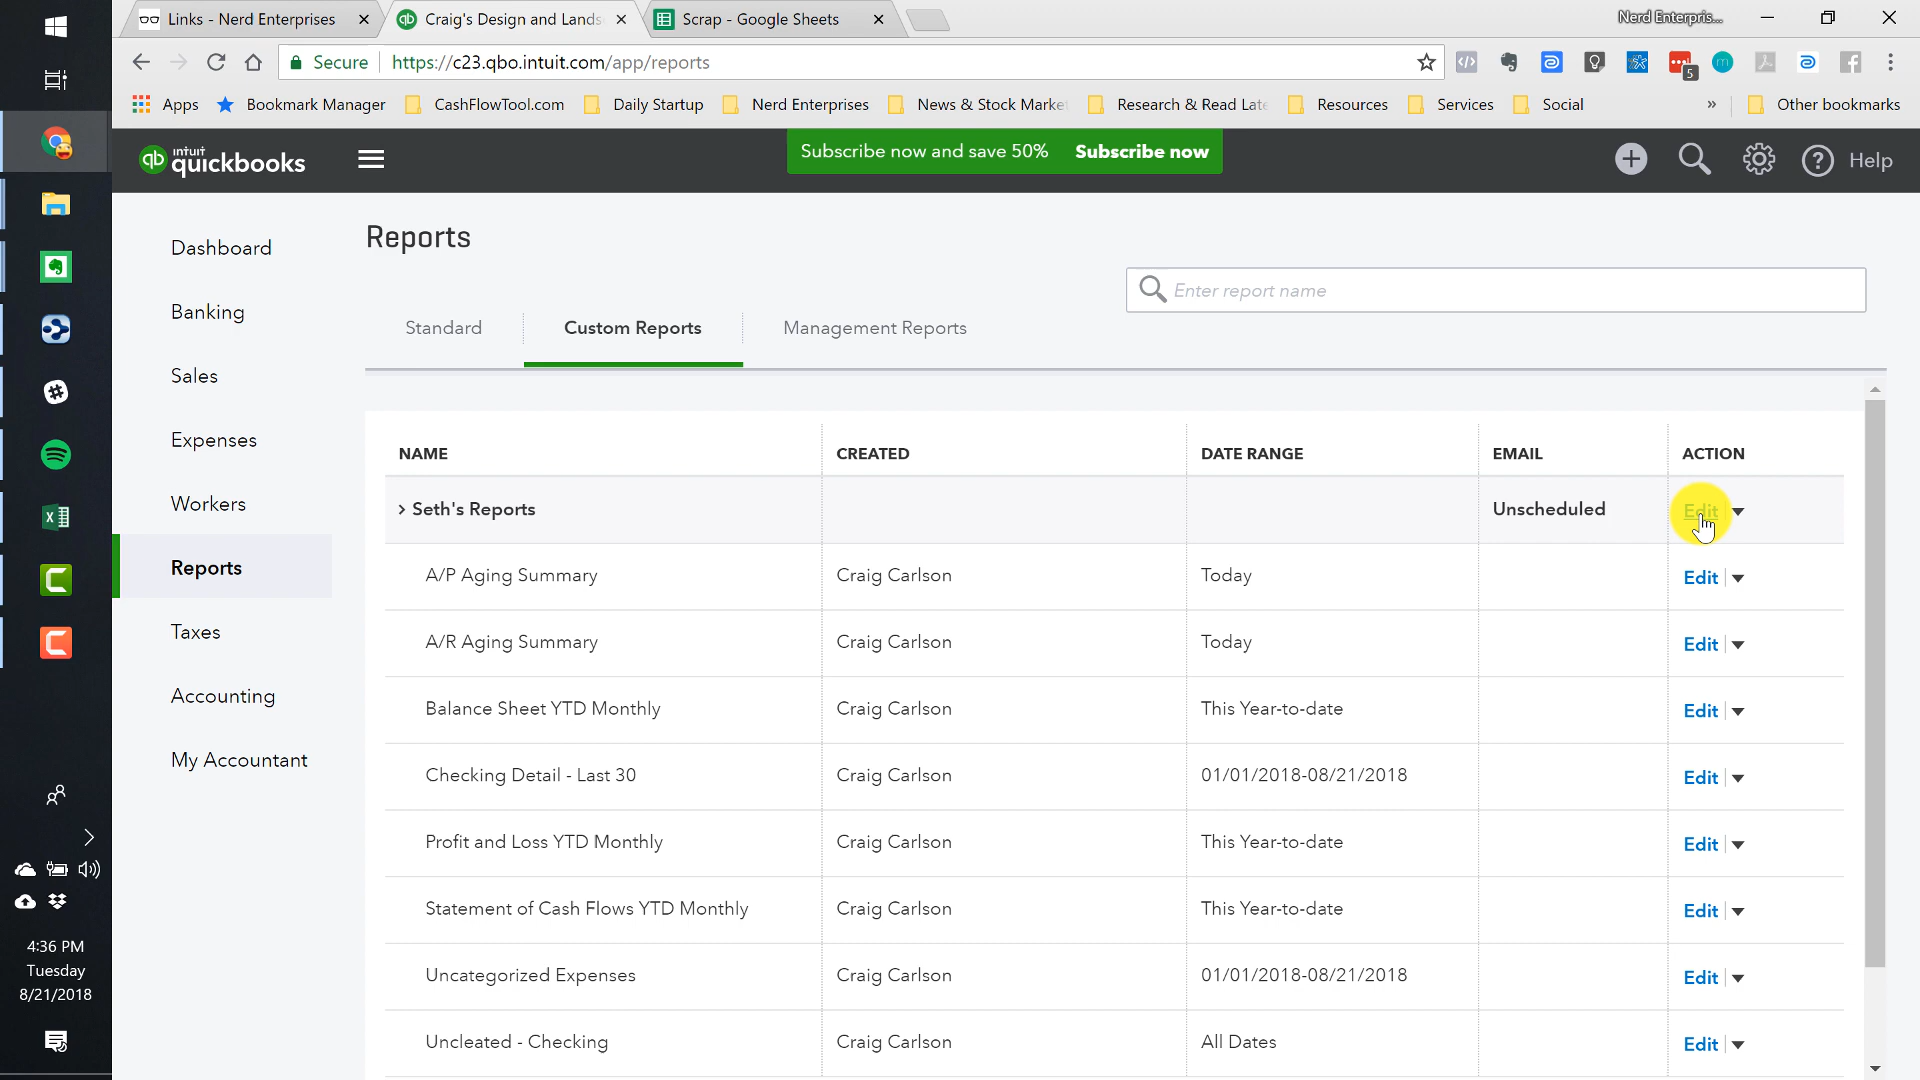 Links - Nerd Enterprises
Craig's Design and Lands
Scrap - Google Sheets
Nerd Enterpris...
Secure
https://c23.qbo.intuit.com/app/reports
5
Apps
Bookmark Manager
CashFlowTool.com
Daily Startup
Nerd Enterprises
News & Stock Market
Research & Read Late
Resources
Services
Social
»
Other bookmarks
intuit
quickbooks
Subscribe now and save 50% Subscribe now
Help
Dashboard
Banking
Sales
Expenses
Workers
Reports
Taxes
Accounting
My Accountant
Reports
Enter report name
Standard
Custom Reports
Management Reports
NAME CREATED DATE RANGE EMAIL ACTION
Seth's Reports Unscheduled Edit
A/P Aging Summary Craig Carlson Today Edit
A/R Aging Summary Craig Carlson Today Edit
Balance Sheet YTD Monthly Craig Carlson This Year-to-date Edit
Checking Detail - Last 30 Craig Carlson 01/01/2018-08/21/2018 Edit
Profit and Loss YTD Monthly Craig Carlson This Year-to-date Edit
Statement of Cash Flows YTD Monthly Craig Carlson This Year-to-date Edit
Uncategorized Expenses Craig Carlson 01/01/2018-08/21/2018 Edit
Uncleated - Checking Craig Carlson All Dates Edit
4:36 PM
Tuesday
8/21/2018